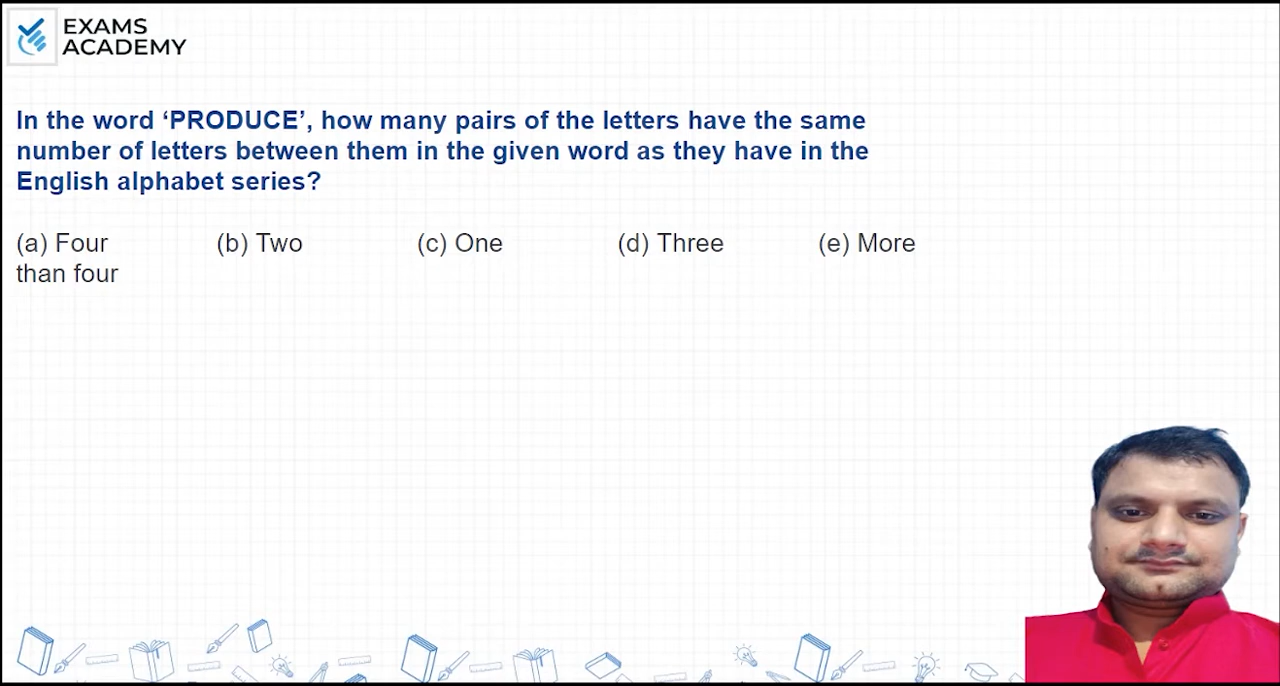 EXAMS
ACADEMY
In the word ‘PRODUCE’, how many pairs of the letters have the same
number of letters between them in the given word as they have in the
English alphabet series?
(a) Four (b) Two (c) One (d) Three (e) More
than four